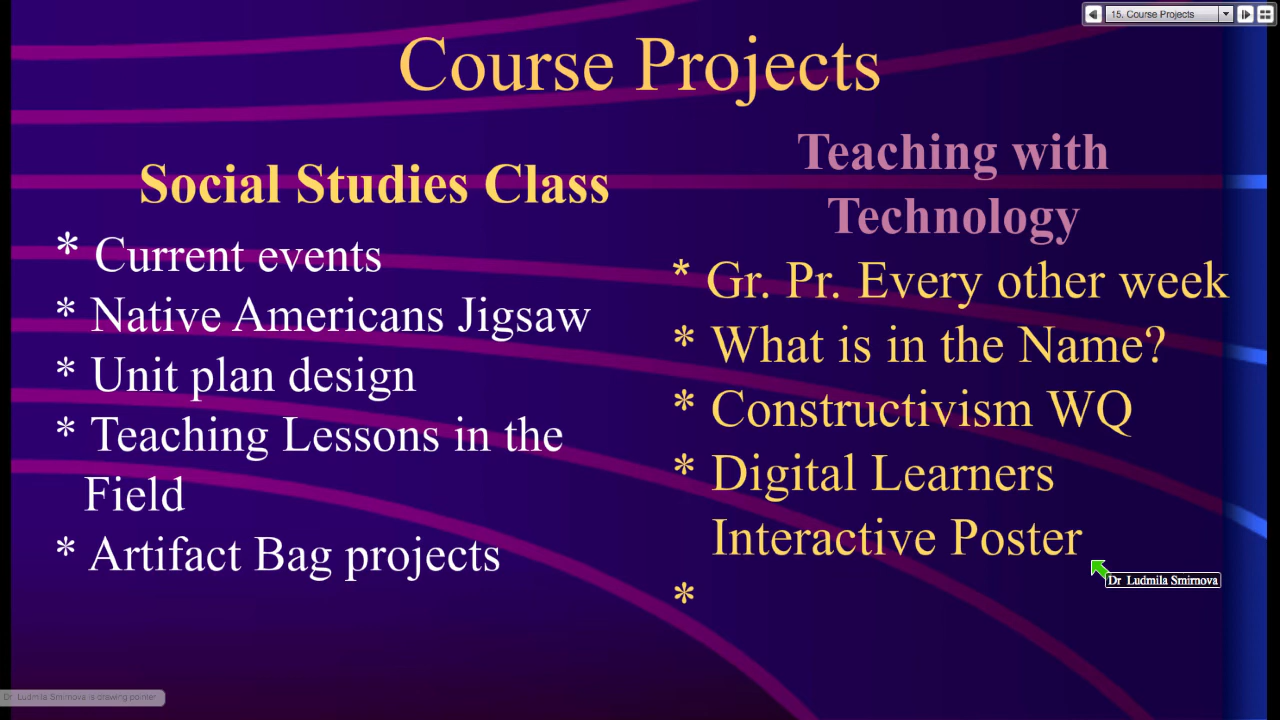 15. Course Projects
Course Projects
Social Studies Class
* Current events
* Native Americans Jigsaw
* Unit plan design
* Teaching Lessons in the
Field
* Artifact Bag projects
Teaching with
Technology
* Gr. Pr. Every other week
* What is in the Name?
* Constructivism WQ
* Digital Learners
Interactive Poster
*
Dr Ludmila Smirnova
Dr. Ludmila Smirnova is drawing pointer